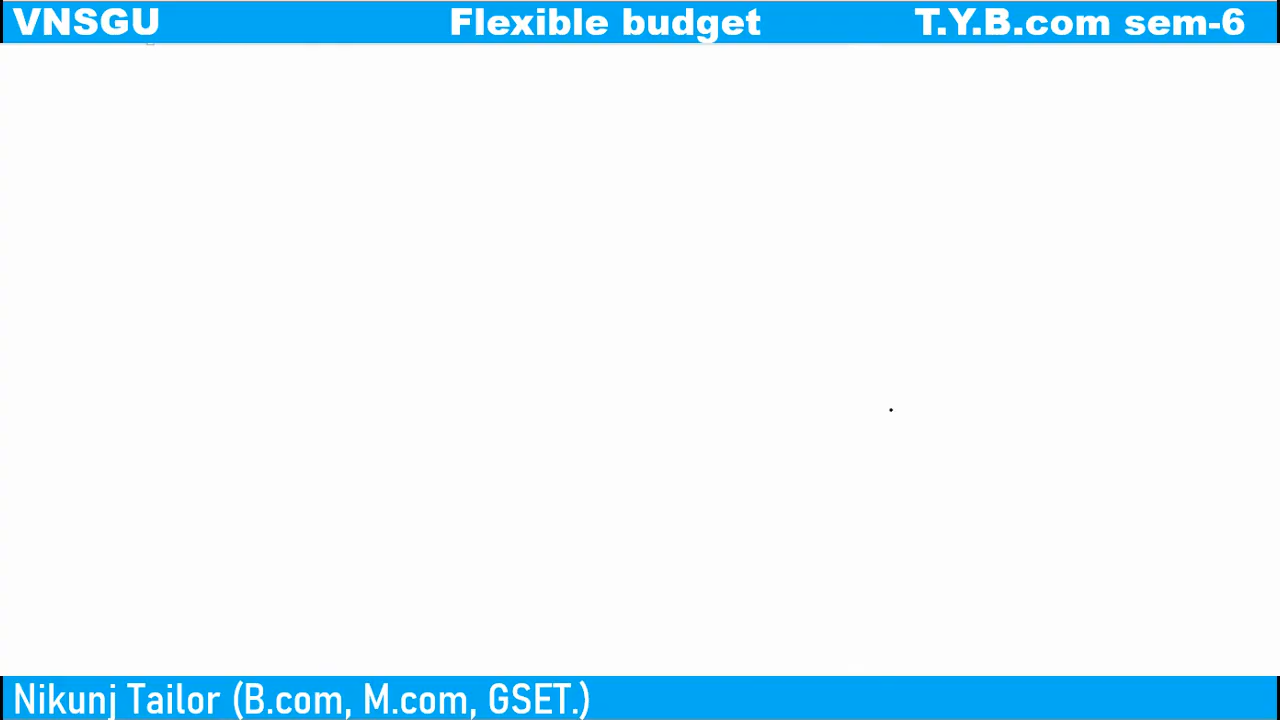 VNSGU Flexible budget T.Y.B.com sem-6
Nikunj Tailor (B.com, M.com, GSET.)